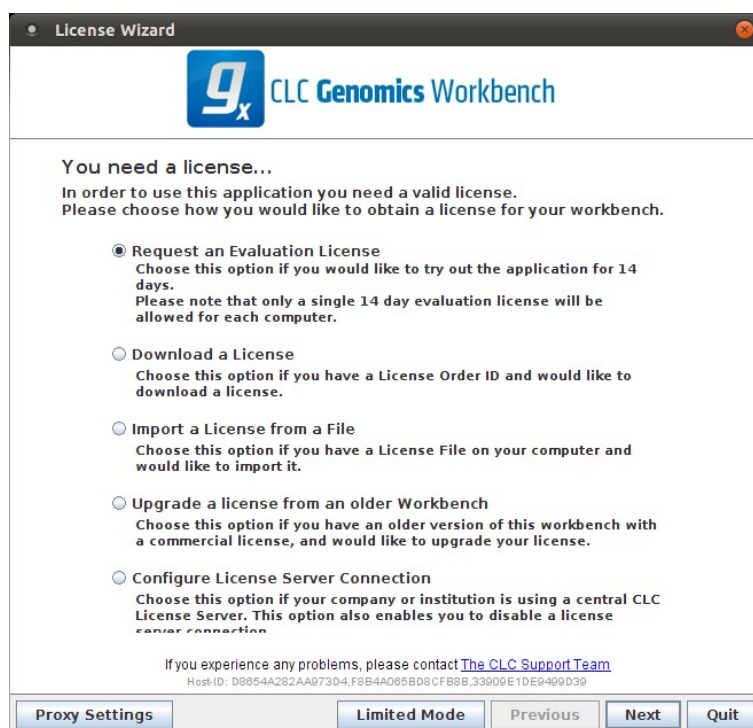 License Wizard
gx CLC Genomics Workbench
You need a license...
In order to use this application you need a valid license.
Please choose how you would like to obtain a license for your workbench.
Request an Evaluation License
Choose this option if you would like to try out the application for 14
days.
Please note that only a single 14 day evaluation license will be
allowed for each computer.
Download a License
Choose this option if you have a License Order ID and would like to
download a license.
Import a License from a File
Choose this option if you have a License File on your computer and
would like to import it.
Upgrade a license from an older Workbench
Choose this option if you have an older version of this workbench with
a commercial license, and would like to upgrade your license.
Configure License Server Connection
Choose this option if your company or institution is using a central CLC
License Server. This option also enables you to disable a license
server connection
If you experience any problems, please contact The CLC Support Team
Host-ID: D8654A282AA973D4,F8B4A065BD8CFB8B,33909E1DE9499D39
Proxy Settings Limited Mode Previous Next Quit